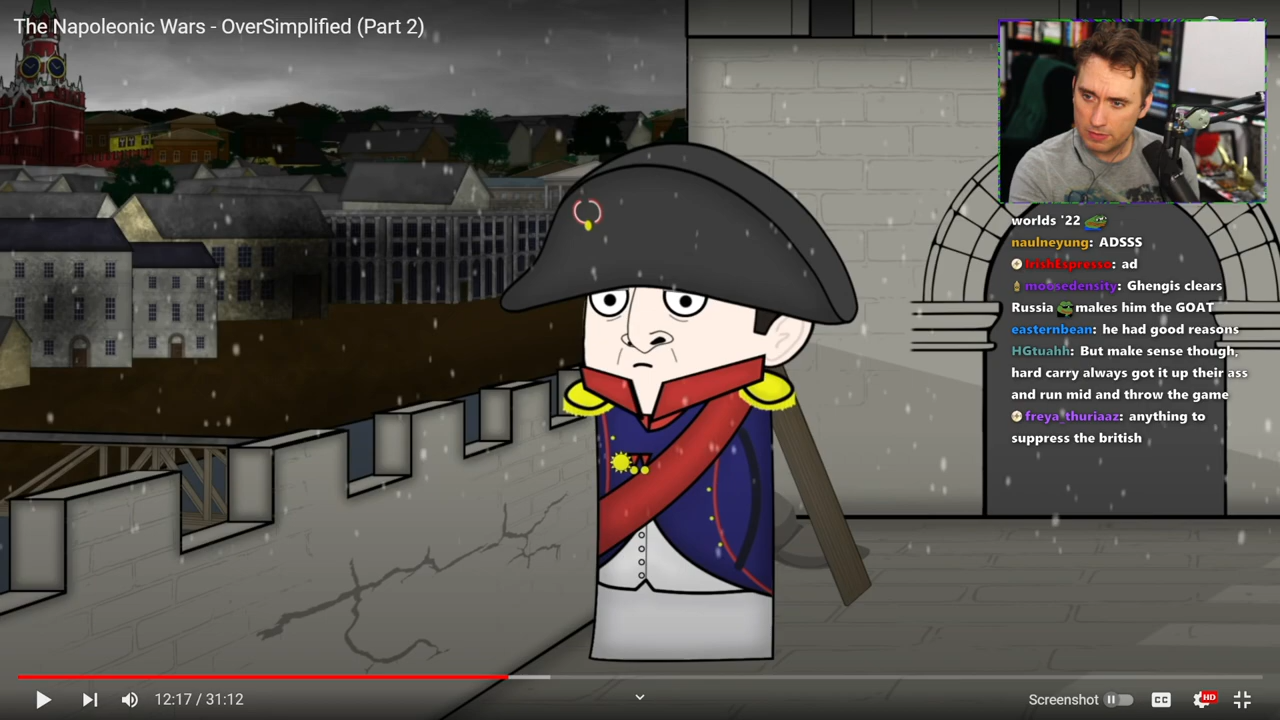 The Napoleonic Wars - OverSimplified (Part 2)
worlds '22
naulneyung: ADSSS
IrishEspresso: ad
moosedensity: Ghengis clears
Russia makes him the GOAT
easternbean: he had good reasons
HGtuahh: But make sense though,
hard carry always got it up their ass
and run mid and throw the game
freya_thuriaaz: anything to
suppress the british
12:17 / 31:12
Screenshot
CC
HD